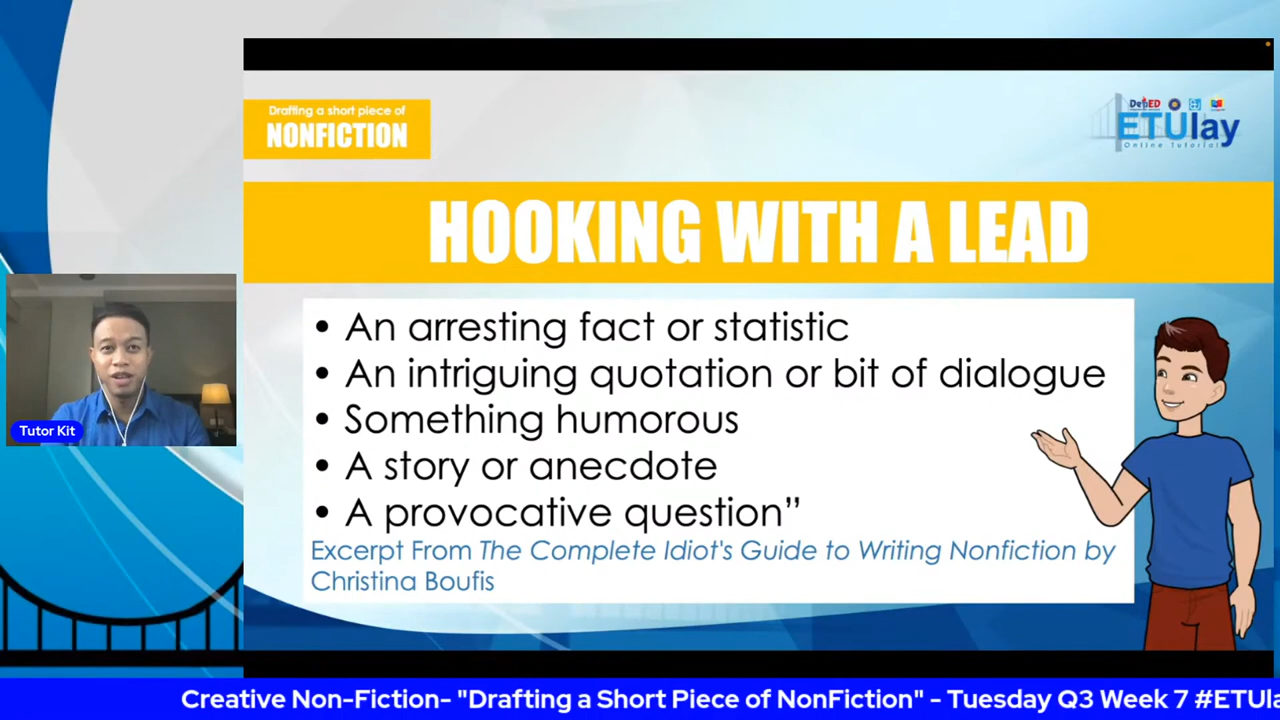 Drafting a short piece of
NONFICTION
DepED
ETUlay
Online Tutorial
HOOKING WITH A LEAD
• An arresting fact or statistic
• An intriguing quotation or bit of dialogue
• Something humorous
• A story or anecdote
• A provocative question”
Excerpt From The Complete Idiot's Guide to Writing Nonfiction by
Christina Boufis
Tutor Kit
Creative Non-Fiction- "Drafting a Short Piece of NonFiction" - Tuesday Q3 Week 7 #ETUla